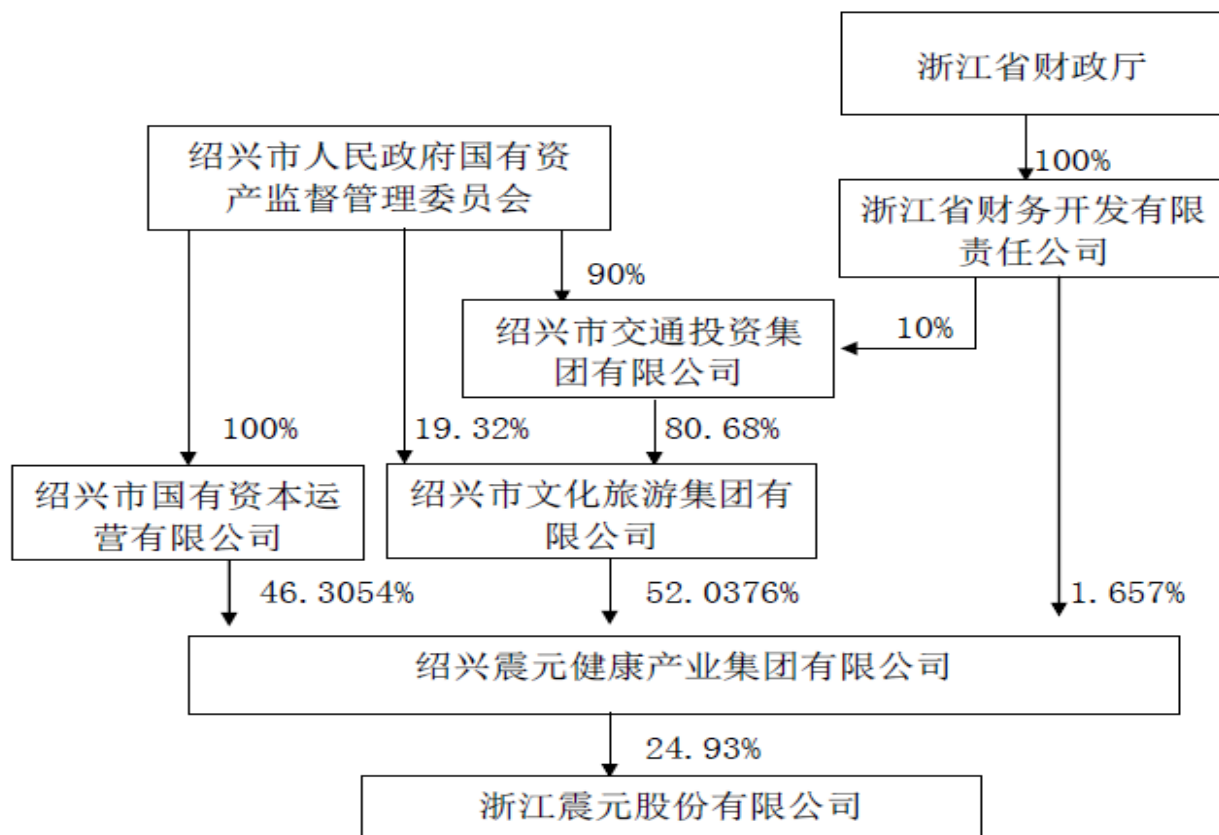 浙江省财政厅
绍兴市人民政府国有资
产监督管理委员会
100%
浙江省财务开发有限
责任公司
90%
绍兴市交通投资集
团有限公司
10%
100%
19.32%
80.68%
绍兴市国有资本运
营有限公司
绍兴市文化旅游集团有
限公司
46.3054%
52.0376%
1.657%
绍兴震元健康产业集团有限公司
24.93%
浙江震元股份有限公司